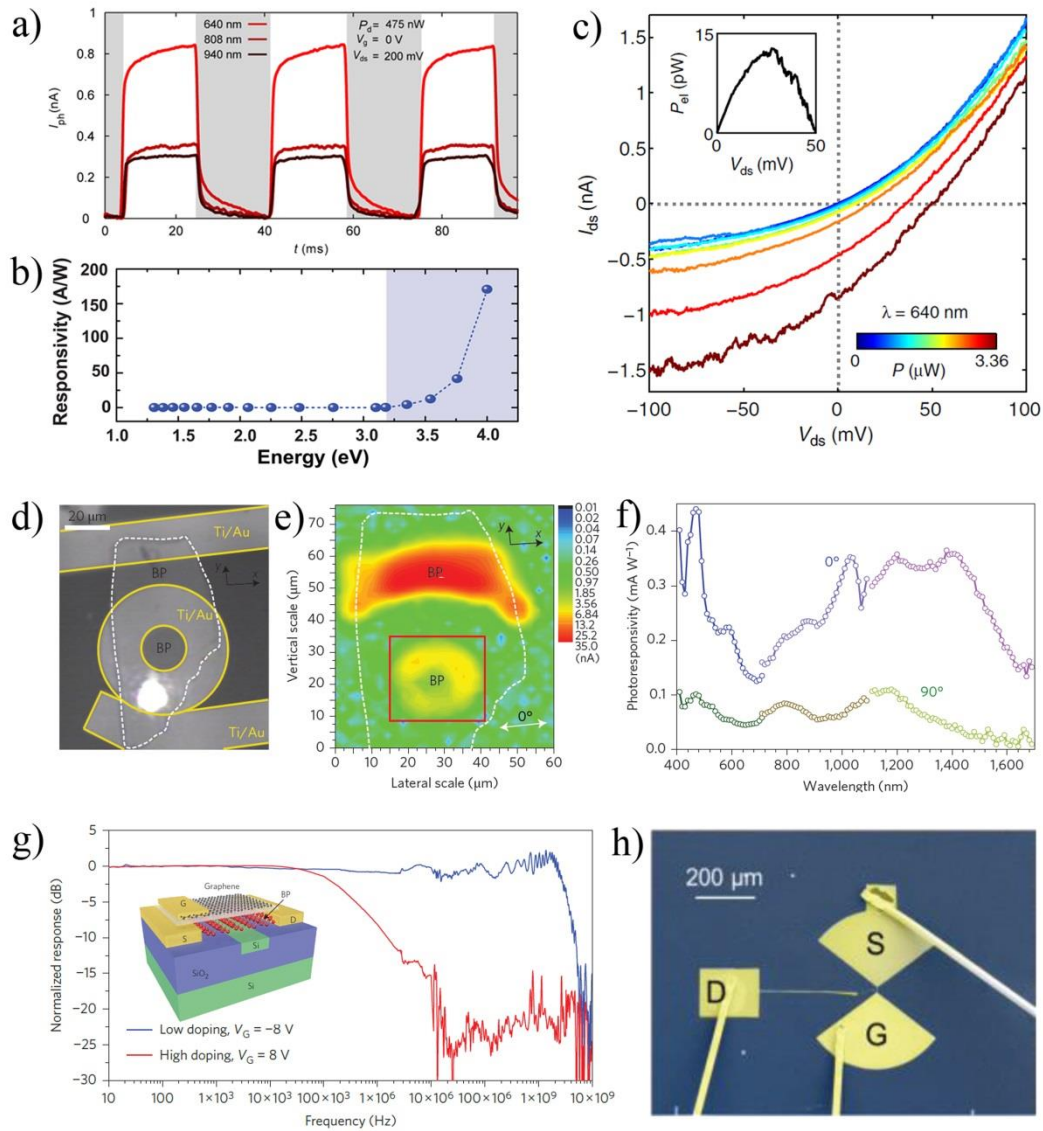 a)
640 nm
808 nm
940 nm
P_d = 475 nW
V_g = 0 V
V_ds = 200 mV
I_ph(nA)
0.8
0.6
0.4
0.2
0
0 20 40 60 80
t (ms)
b)
Responsivity (A/W)
200
150
100
50
0
1.0 1.5 2.0 2.5 3.0 3.5 4.0
Energy (eV)
c)
P_el (pW)
15
0
0 50
V_ds (mV)
I_ds (nA)
1.5
1
0.5
0
−0.5
−1
−1.5
λ = 640 nm
0 3.36
P (μW)
−100 −50 0 50 100
V_ds (mV)
d)
20 μm
Ti/Au
BP
y
x
Ti/Au
BP
Ti/Au
e)
Vertical scale (μm)
70
60
50
40
30
20
10
0
BP
y
x
BP
0°
0 10 20 30 40 50 60
Lateral scale (μm)
0.01
0.02
0.04
0.07
0.14
0.26
0.50
0.97
1.85
3.56
6.84
13.2
25.2
35.0
(nA)
f)
Photoresponsivity (mA W⁻¹)
0.4
0.3
0.2
0.1
0.0
0°
90°
400 600 800 1,000 1,200 1,400 1,600
Wavelength (nm)
g)
Normalized response (dB)
5
0
−5
−10
−15
−20
−25
−30
Graphene
BP
G
D
S
Si
SiO₂
Si
Low doping, V_G = −8 V
High doping, V_G = 8 V
10 100 1×10³ 10×10³ 100×10³ 1×10⁶ 10×10⁶ 100×10⁶ 1×10⁹ 10×10⁹
Frequency (Hz)
h)
200 μm
S
D
G